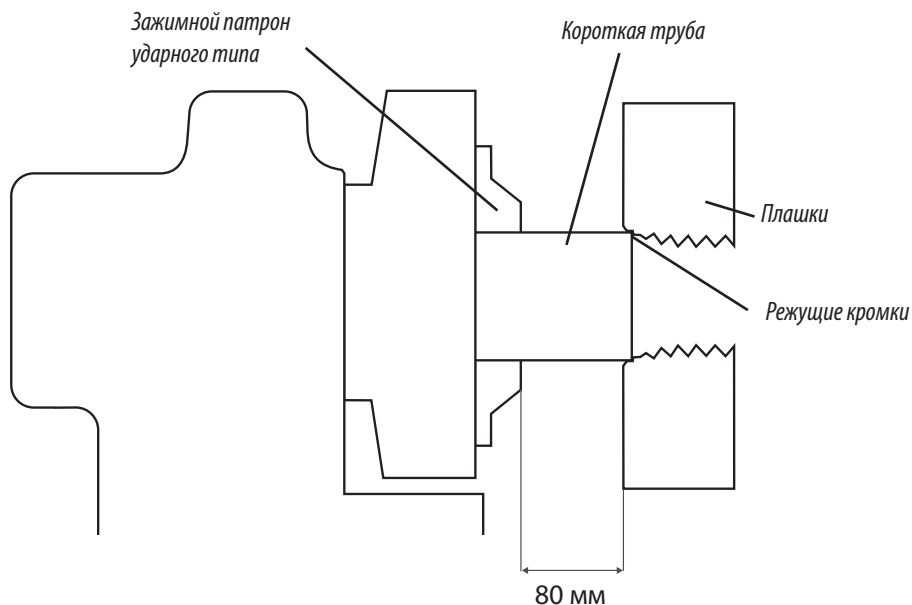 Зажимной патрон
ударного типа
Короткая труба
Плашки
Режущие кромки
80 мм